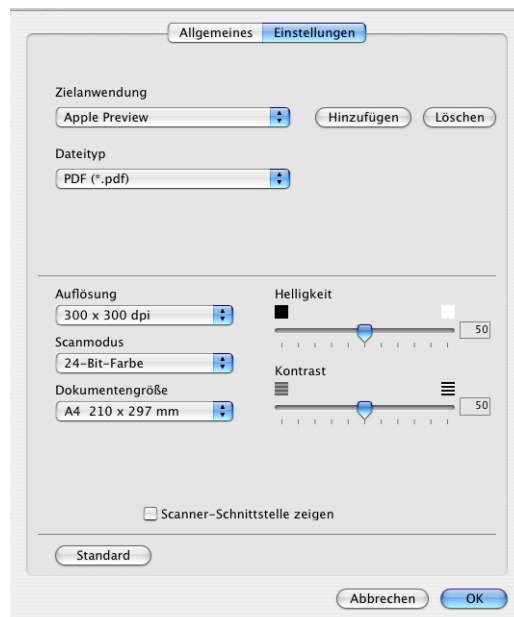 Allgemeines Einstellungen
Zielanwendung
Apple Preview Hinzufügen Löschen
Dateityp
PDF (*.pdf)
Auflösung Helligkeit
300 x 300 dpi
50
Scanmodus
24-Bit-Farbe
Kontrast
Dokumentengröße
A4 210 x 297 mm 50
Scanner-Schnittstelle zeigen
Standard
Abbrechen OK